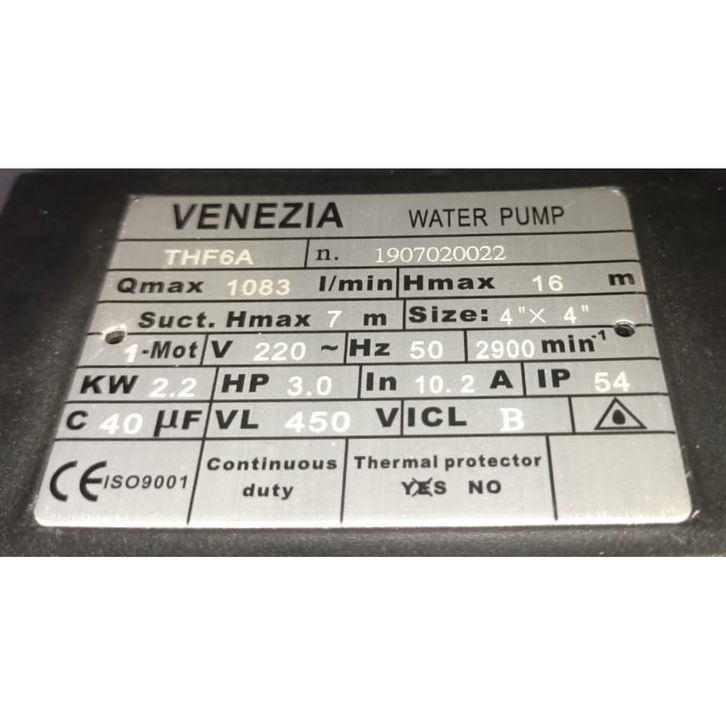 VENEZIA WATER PUMP
THF6A n. 1907020022
Qmax 1083 l/min Hmax 16 m
Suct. Hmax 7 m Size: 4"× 4"
1-Mot V 220 ~ Hz 50 2900 min-1
KW 2.2 HP 3.0 In 10.2 A IP 54
C 40 µF VL 450 V ICL B
CE ISO9001 Continuous duty Thermal protector
YES NO